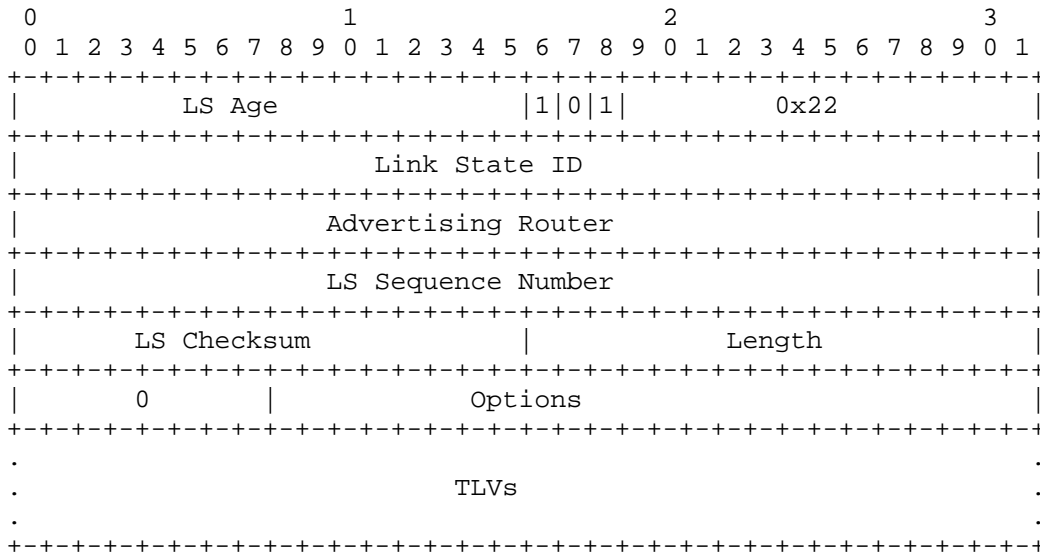 0                   1                   2                   3
 0 1 2 3 4 5 6 7 8 9 0 1 2 3 4 5 6 7 8 9 0 1 2 3 4 5 6 7 8 9 0 1
+-+-+-+-+-+-+-+-+-+-+-+-+-+-+-+-+-+-+-+-+-+-+-+-+-+-+-+-+-+-+-+-+
|          LS Age               |1|0|1|         0x22            |
+-+-+-+-+-+-+-+-+-+-+-+-+-+-+-+-+-+-+-+-+-+-+-+-+-+-+-+-+-+-+-+-+
|                      Link State ID                            |
+-+-+-+-+-+-+-+-+-+-+-+-+-+-+-+-+-+-+-+-+-+-+-+-+-+-+-+-+-+-+-+-+
|                   Advertising Router                          |
+-+-+-+-+-+-+-+-+-+-+-+-+-+-+-+-+-+-+-+-+-+-+-+-+-+-+-+-+-+-+-+-+
|                   LS Sequence Number                          |
+-+-+-+-+-+-+-+-+-+-+-+-+-+-+-+-+-+-+-+-+-+-+-+-+-+-+-+-+-+-+-+-+
|       LS Checksum             |            Length             |
+-+-+-+-+-+-+-+-+-+-+-+-+-+-+-+-+-+-+-+-+-+-+-+-+-+-+-+-+-+-+-+-+
|       0       |            Options                            |
+-+-+-+-+-+-+-+-+-+-+-+-+-+-+-+-+-+-+-+-+-+-+-+-+-+-+-+-+-+-+-+-+
.                                                               .
.                           TLVs                                .
.                                                               .
+-+-+-+-+-+-+-+-+-+-+-+-+-+-+-+-+-+-+-+-+-+-+-+-+-+-+-+-+-+-+-+-+